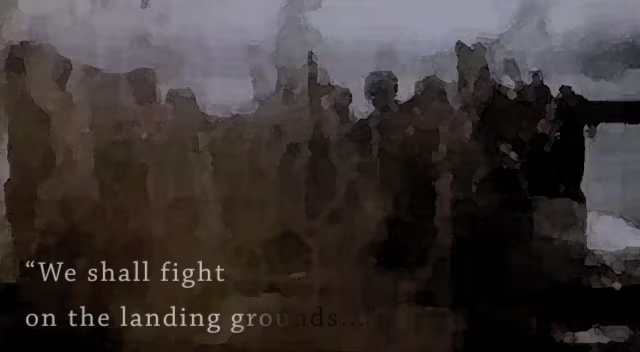 “We shall fight
on the landing grounds...”